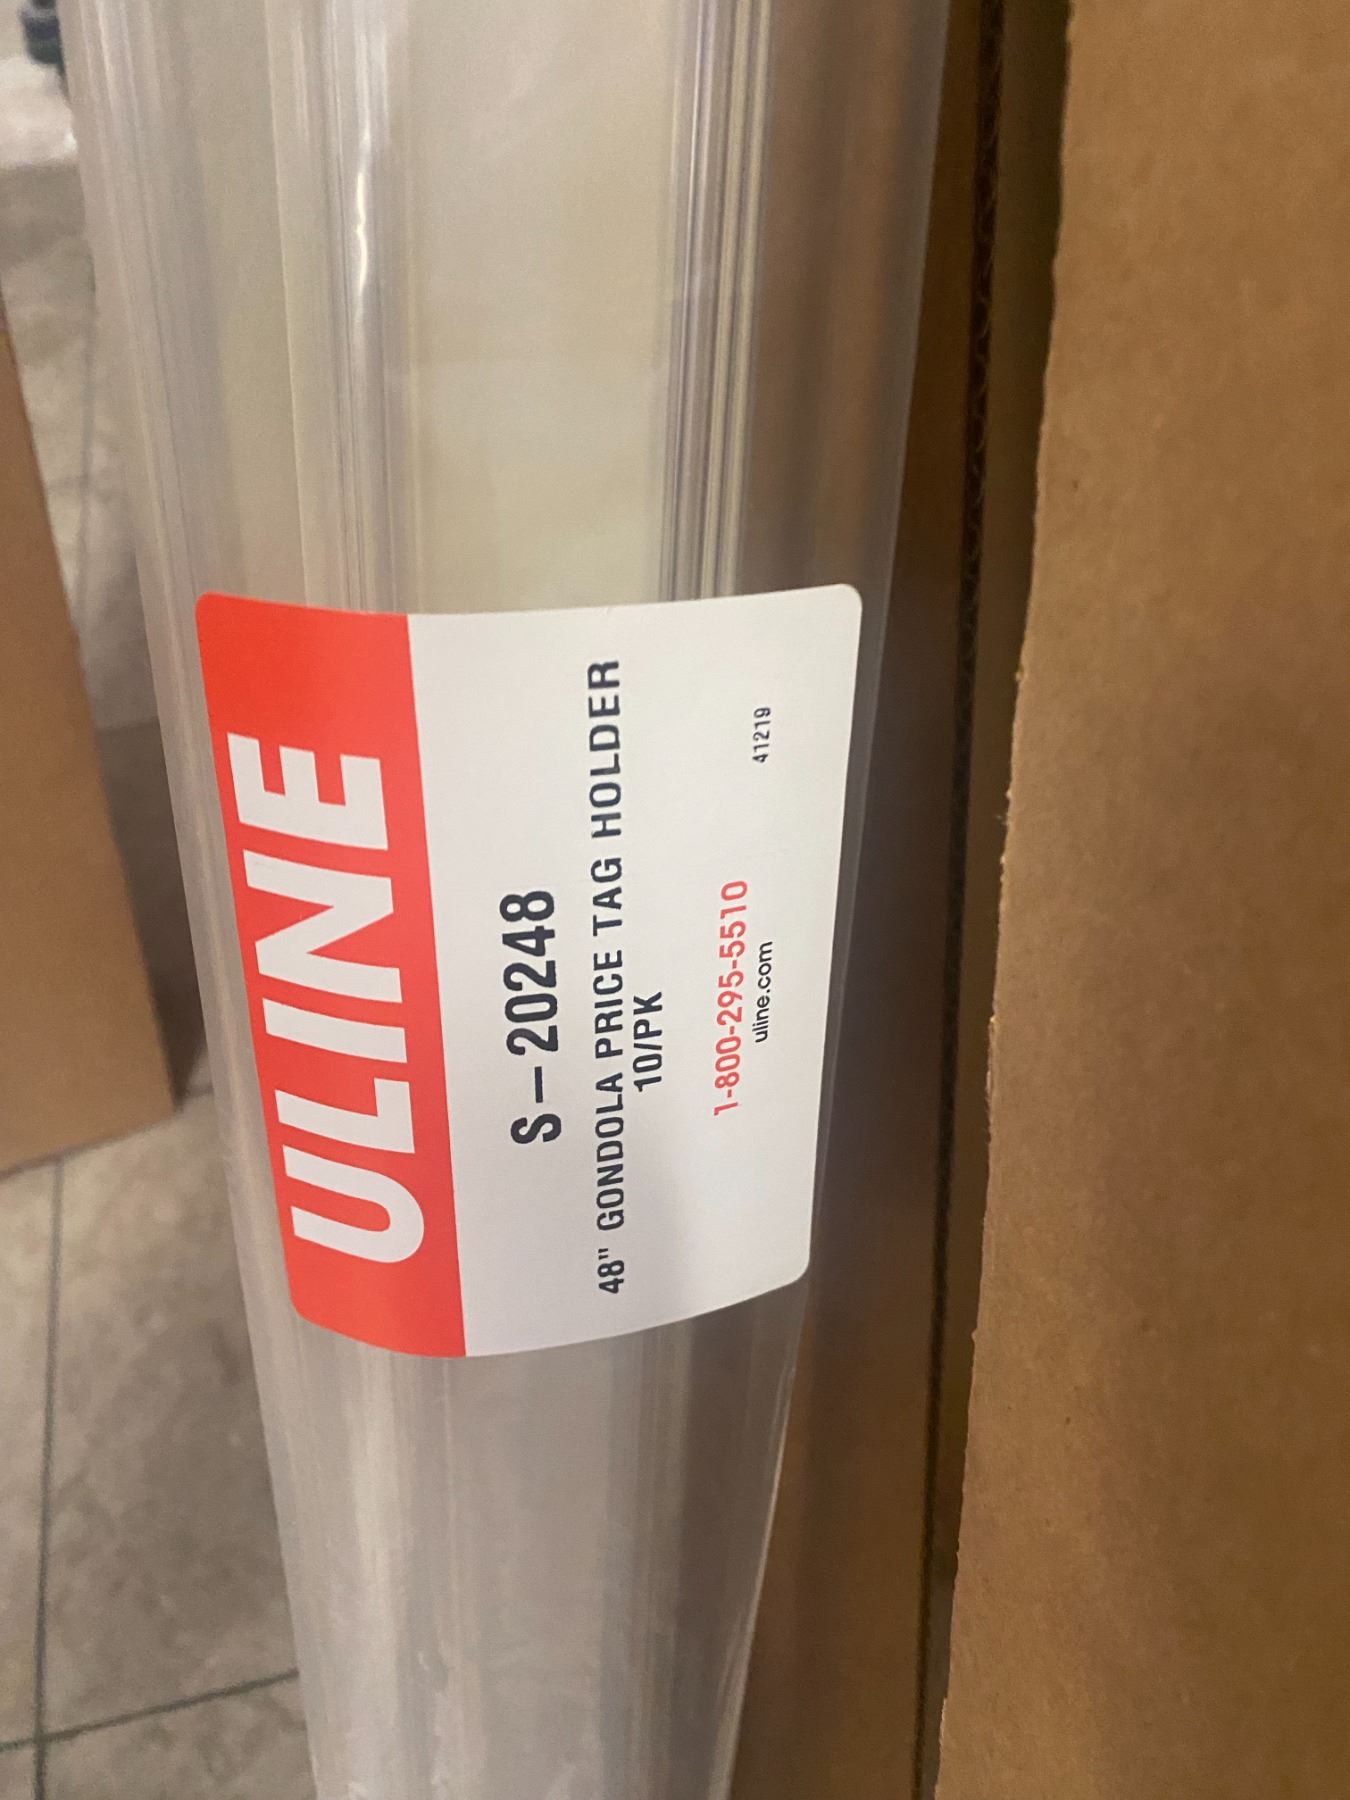 ULINE
S-20248
48" GONDOLA PRICE TAG HOLDER
10/PK
1-800-295-5510
uline.com
41219